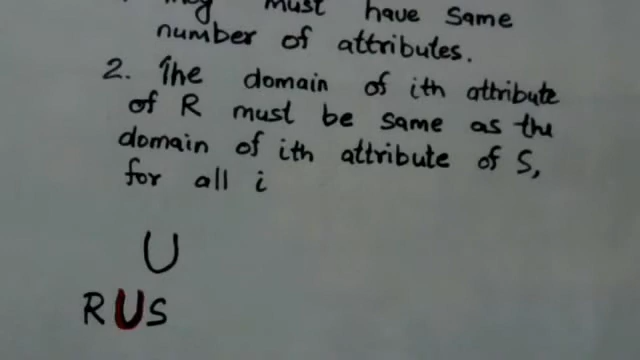 must have same
number of attributes.
2. The domain of ith attribute
of R must be same as the
domain of ith attribute of S,
for all i
U
RUS